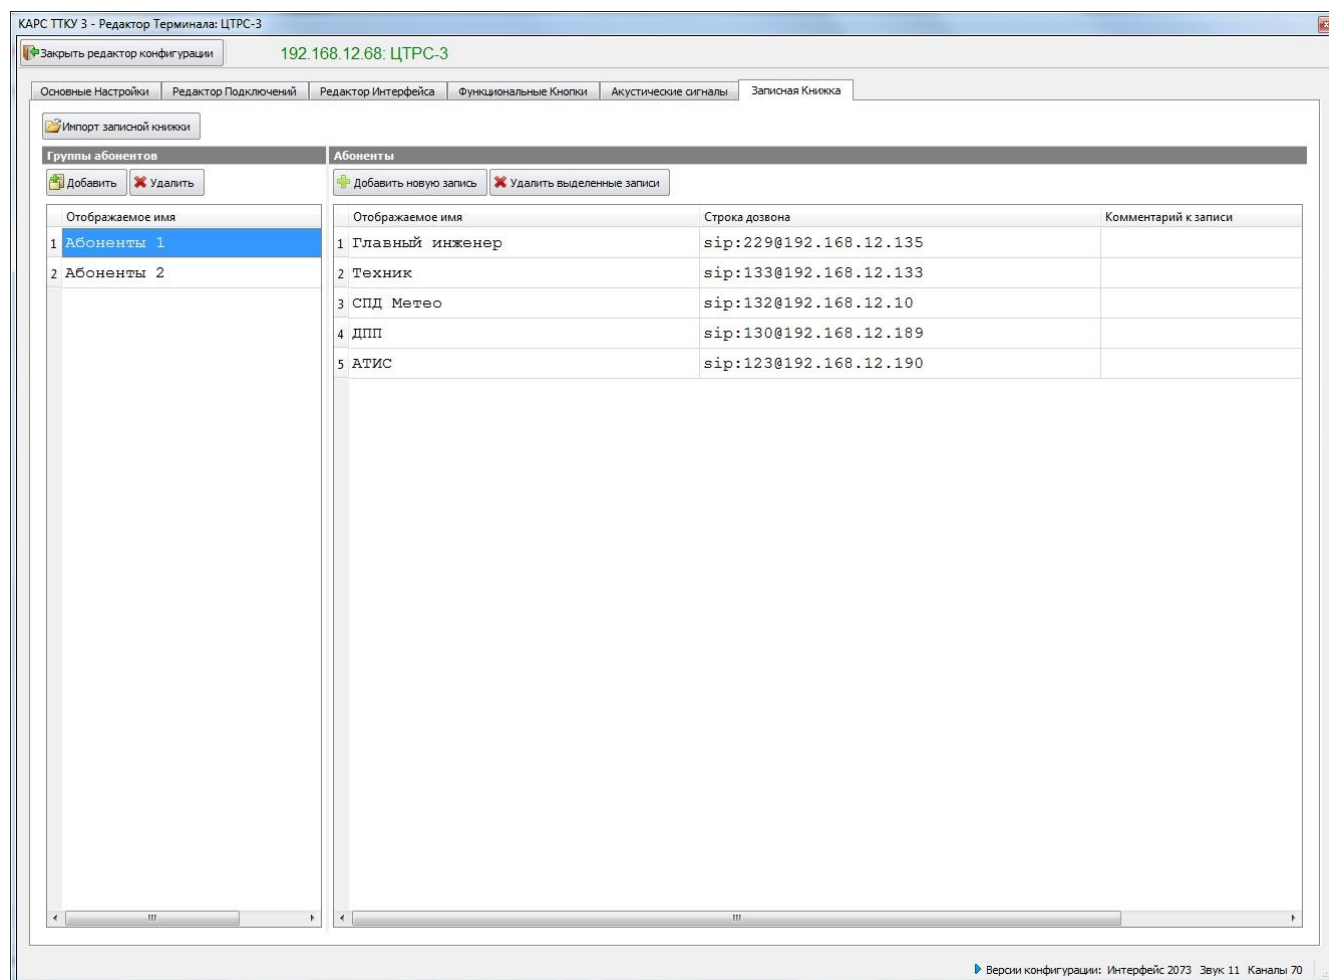 КАРС ТТКУ 3 - Редактор Терминала: ЦТРС-3
Закрыть редактор конфигурации 192.168.12.68: ЦТРС-3
Основные Настройки Редактор Подключений Редактор Интерфейса Функциональные Кнопки Акустические сигналы Записная Книжка
Импорт записной книжки
Группы абонентов Абоненты
Добавить Удалить Добавить новую запись Удалить выделенные записи
Отображаемое имя Отображаемое имя Строка дозвона Комментарий к записи
1 Абоненты 1 1 Главный инженер sip:229@192.168.12.135
2 Абоненты 2 2 Техник sip:133@192.168.12.133
3 СПД Метео sip:132@192.168.12.10
4 ДПП sip:130@192.168.12.189
5 АТИС sip:123@192.168.12.190
Версии конфигурации: Интерфейс 2073 Звук 11 Каналы 70